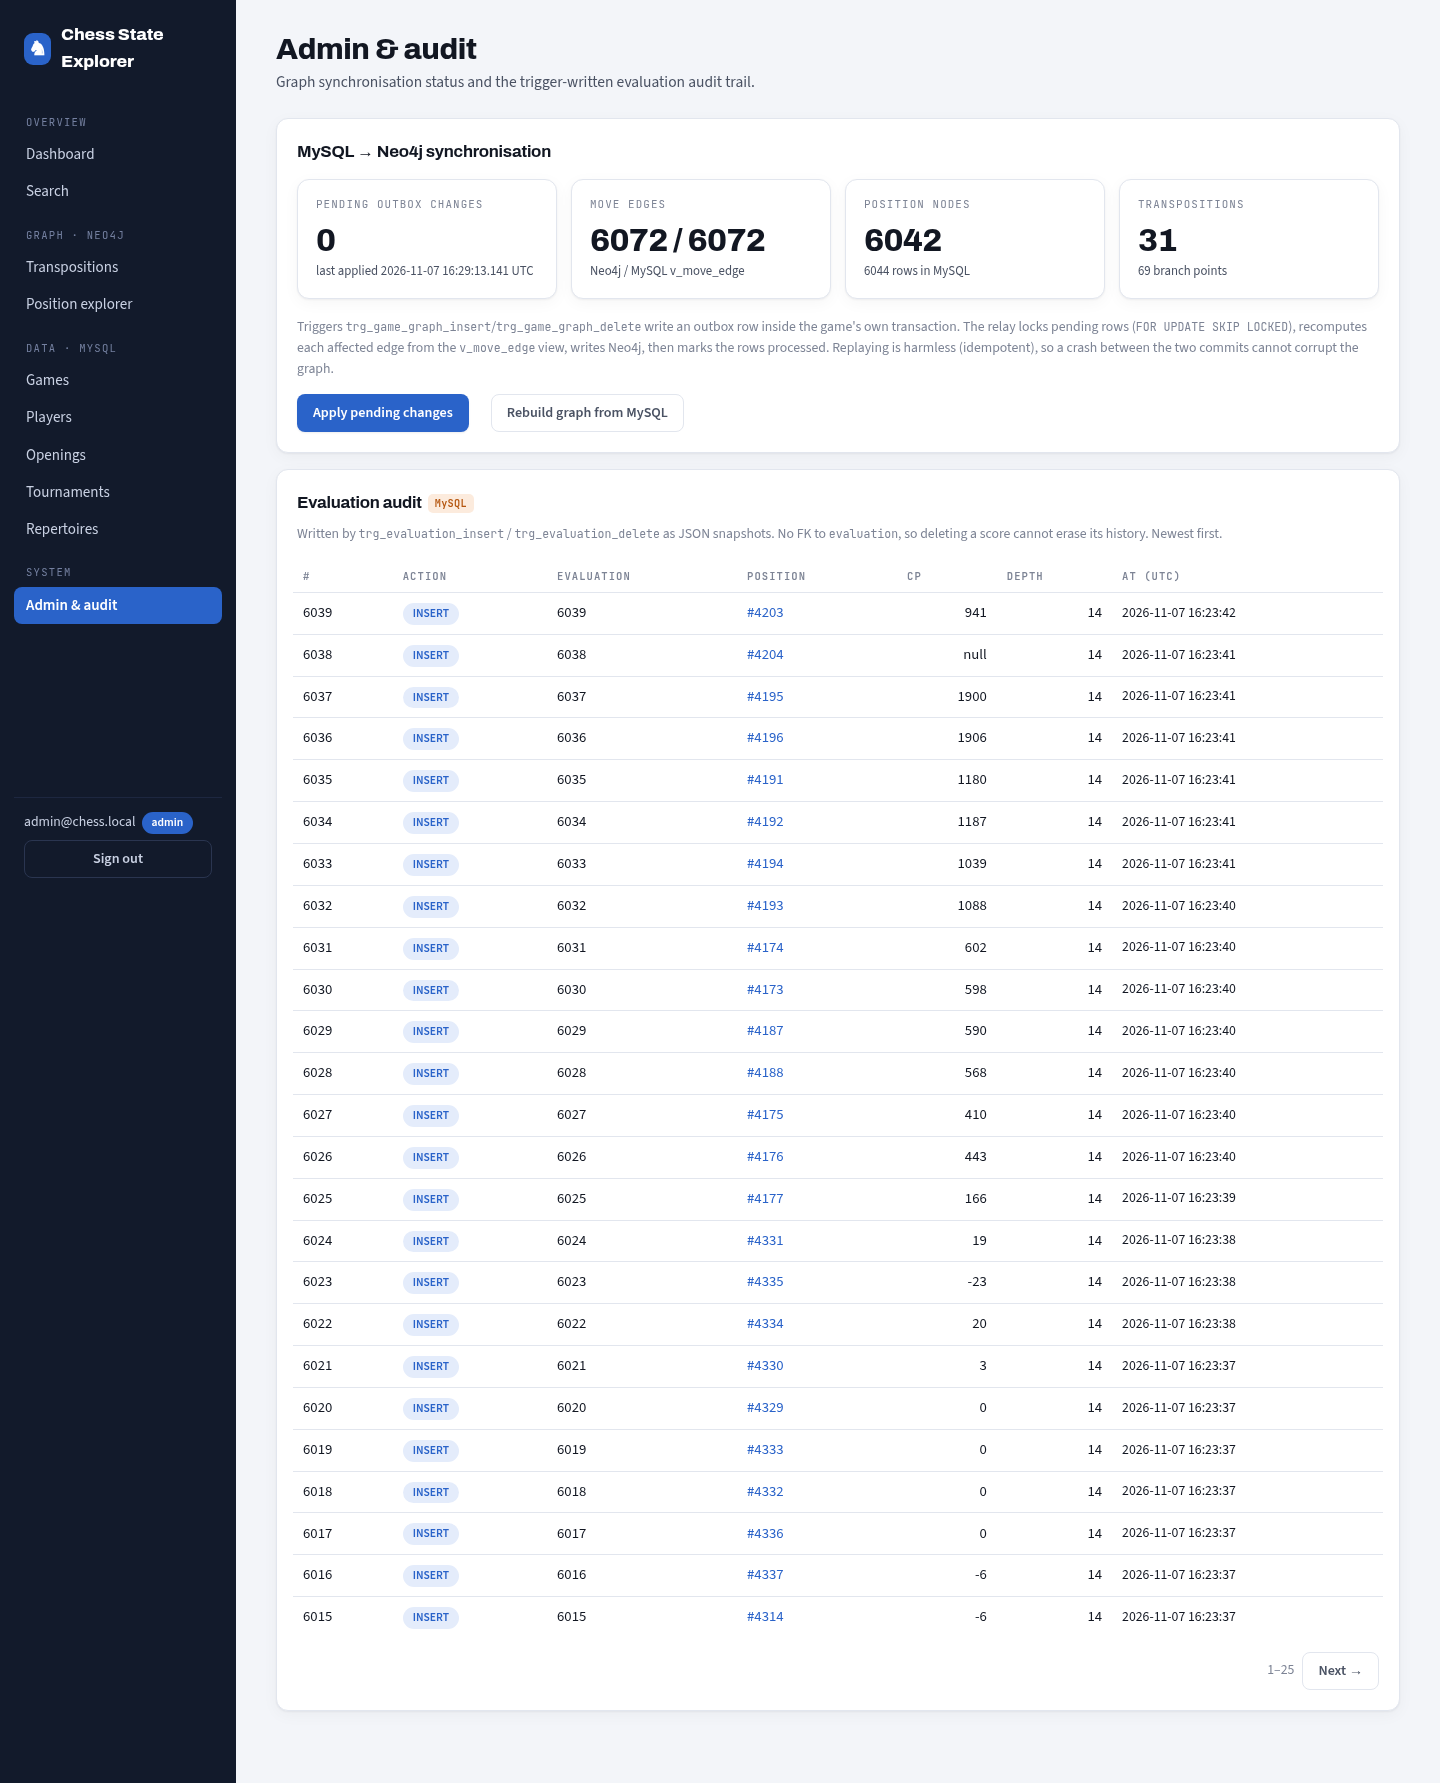 Chess State
Explorer
OVERVIEW
Dashboard
Search
GRAPH · NEO4J
Transpositions
Position explorer
DATA · MYSQL
Games
Players
Openings
Tournaments
Repertoires
SYSTEM
Admin & audit
admin@chess.local admin
Sign out
Admin & audit
Graph synchronisation status and the trigger-written evaluation audit trail.
MySQL → Neo4j synchronisation
PENDING OUTBOX CHANGES
0
last applied 2026-11-07 16:29:13.141 UTC
MOVE EDGES
6072 / 6072
Neo4j / MySQL v_move_edge
POSITION NODES
6042
6044 rows in MySQL
TRANSPOSITIONS
31
69 branch points
Triggers trg_game_graph_insert/trg_game_graph_delete write an outbox row inside the game's own transaction. The relay locks pending rows (FOR UPDATE SKIP LOCKED), recomputes
each affected edge from the v_move_edge view, writes Neo4j, then marks the rows processed. Replaying is harmless (idempotent), so a crash between the two commits cannot corrupt the
graph.
Apply pending changes Rebuild graph from MySQL
Evaluation audit MySQL
Written by trg_evaluation_insert / trg_evaluation_delete as JSON snapshots. No FK to evaluation, so deleting a score cannot erase its history. Newest first.
# ACTION EVALUATION POSITION CP DEPTH AT (UTC)
6039 INSERT 6039 #4203 941 14 2026-11-07 16:23:42
6038 INSERT 6038 #4204 null 14 2026-11-07 16:23:41
6037 INSERT 6037 #4195 1900 14 2026-11-07 16:23:41
6036 INSERT 6036 #4196 1906 14 2026-11-07 16:23:41
6035 INSERT 6035 #4191 1180 14 2026-11-07 16:23:41
6034 INSERT 6034 #4192 1187 14 2026-11-07 16:23:41
6033 INSERT 6033 #4194 1039 14 2026-11-07 16:23:41
6032 INSERT 6032 #4193 1088 14 2026-11-07 16:23:40
6031 INSERT 6031 #4174 602 14 2026-11-07 16:23:40
6030 INSERT 6030 #4173 598 14 2026-11-07 16:23:40
6029 INSERT 6029 #4187 590 14 2026-11-07 16:23:40
6028 INSERT 6028 #4188 568 14 2026-11-07 16:23:40
6027 INSERT 6027 #4175 410 14 2026-11-07 16:23:40
6026 INSERT 6026 #4176 443 14 2026-11-07 16:23:40
6025 INSERT 6025 #4177 166 14 2026-11-07 16:23:39
6024 INSERT 6024 #4331 19 14 2026-11-07 16:23:38
6023 INSERT 6023 #4335 -23 14 2026-11-07 16:23:38
6022 INSERT 6022 #4334 20 14 2026-11-07 16:23:38
6021 INSERT 6021 #4330 3 14 2026-11-07 16:23:37
6020 INSERT 6020 #4329 0 14 2026-11-07 16:23:37
6019 INSERT 6019 #4333 0 14 2026-11-07 16:23:37
6018 INSERT 6018 #4332 0 14 2026-11-07 16:23:37
6017 INSERT 6017 #4336 0 14 2026-11-07 16:23:37
6016 INSERT 6016 #4337 -6 14 2026-11-07 16:23:37
6015 INSERT 6015 #4314 -6 14 2026-11-07 16:23:37
1–25 Next →